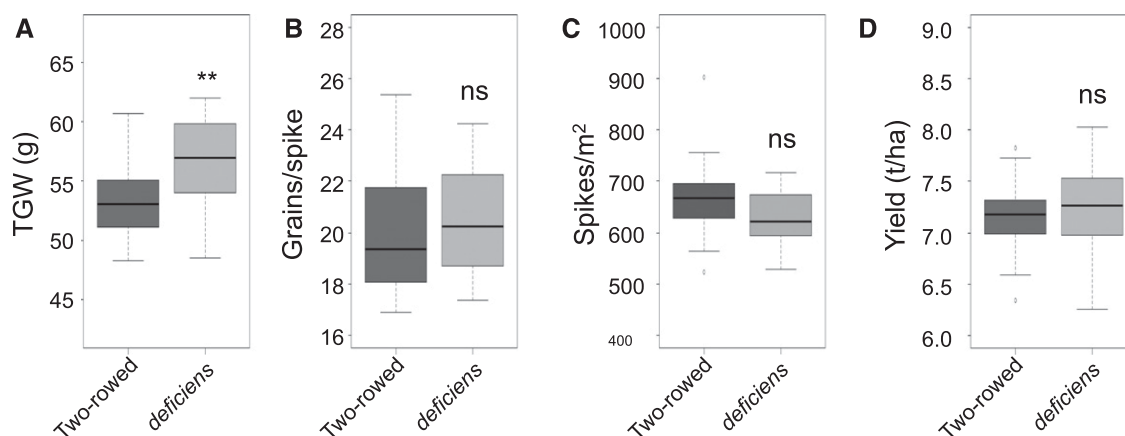 A
TGW (g)
65
60
55
50
45
**
Two-rowed
deficiens
B
Grains/spike
28
26
24
22
20
18
16
ns
Two-rowed
deficiens
C
Spikes/m²
1000
900
800
700
600
500
400
ns
Two-rowed
deficiens
D
Yield (t/ha)
9.0
8.5
8.0
7.5
7.0
6.5
6.0
ns
Two-rowed
deficiens